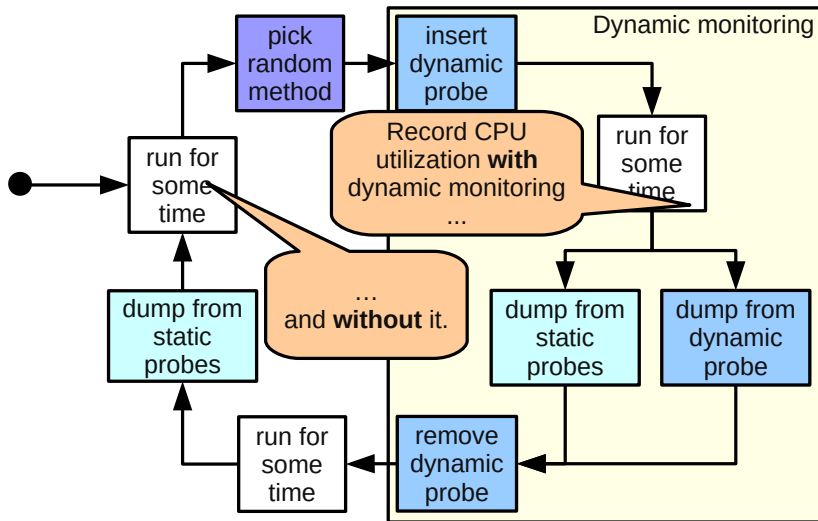 Dynamic monitoring
pick
random
method
insert
dynamic
probe
Record CPU
utilization with
dynamic monitoring
...
run for
some
time
run for
some
time
...
and without it.
dump from
static
probes
dump from
static
probes
dump from
dynamic
probe
run for
some
time
remove
dynamic
probe